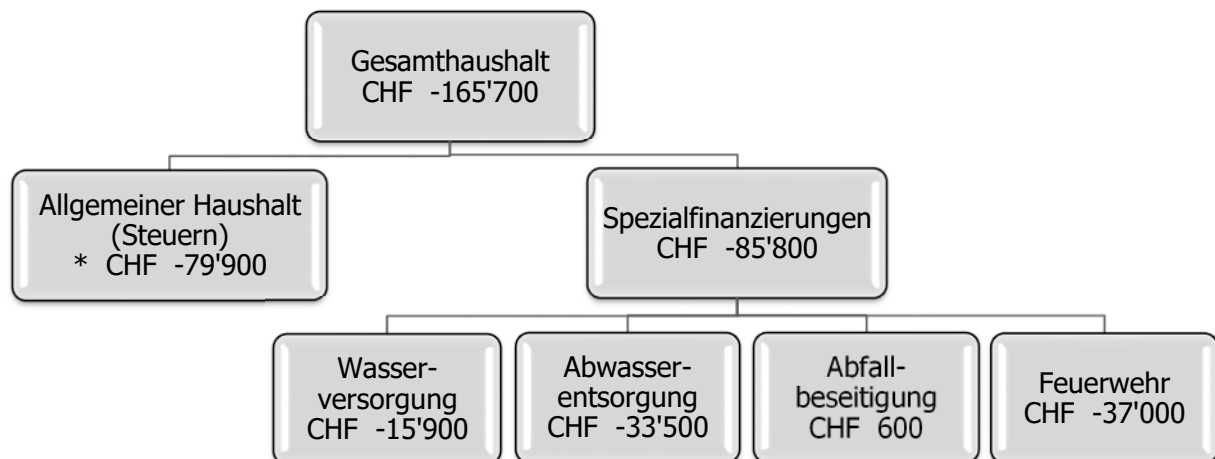 Gesamthaushalt
CHF -165'700
Allgemeiner Haushalt
(Steuern)
* CHF -79'900
Spezialfinanzierungen
CHF -85'800
Wasser-
versorgung
CHF -15'900
Abwasser-
entsorgung
CHF -33'500
Abfall-
beseitigung
CHF 600
Feuerwehr
CHF -37'000